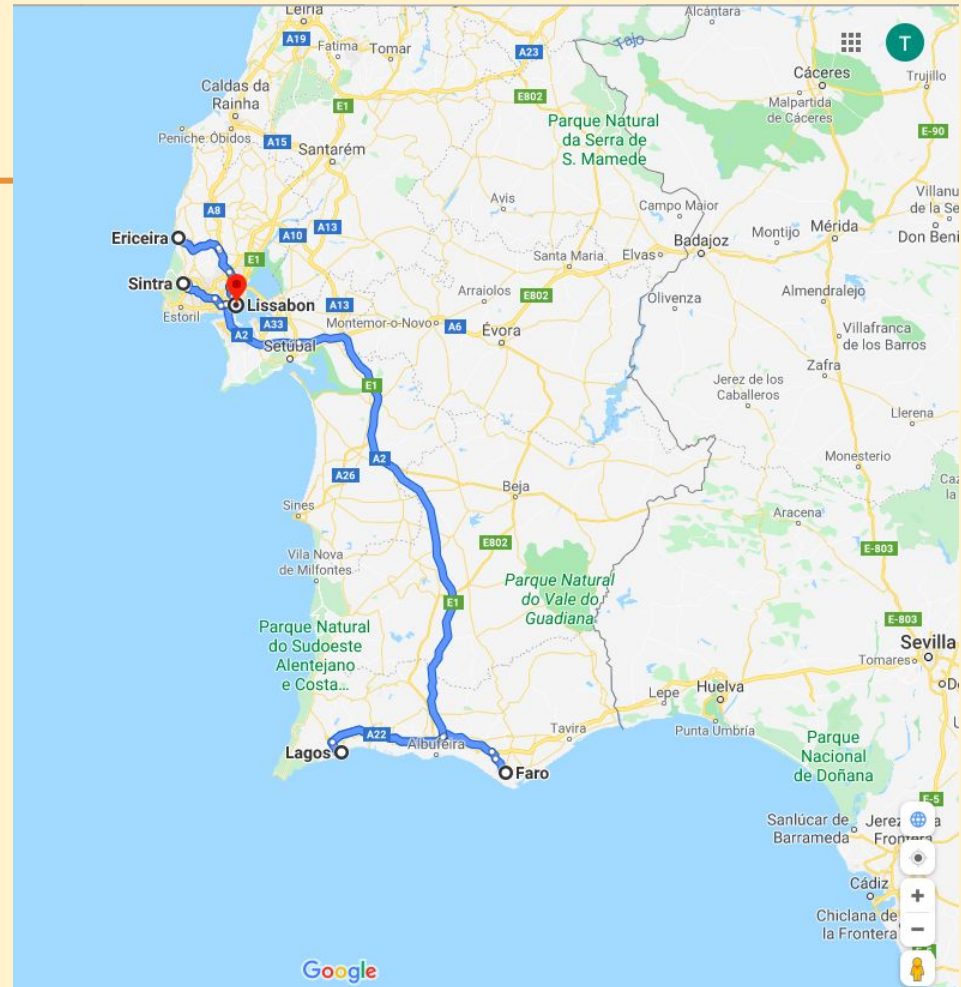 Leiria
Alcántara
A19
Fatima
Tomar
A23
Tajo
T
Cáceres
Trujillo
Caldas da
Rainha
E1
E802
Malpartida
de Cáceres
Parque Natural
da Serra de
S. Mamede
E-90
Peniche
Óbidos
A15
Santarém
A8
Avis
Campo Maior
Villanu
de la Se
Ericeira
A10
A13
Badajoz
Montijo
Mérida
Don Beni
E1
Santa Maria
Elvas
Sintra
Lissabon
A13
Arraiolos
E802
Olivenza
Almendralejo
Estoril
A33
Montemor-o-Novo
A6
Évora
A2
Setúbal
Villafranca
de los Barros
Zafra
E1
Jerez de los
Caballeros
Llerena
A2
A26
Monesterio
Beja
Caz
la
Sines
Aracena
E802
E-803
Vila Nova
de Milfontes
Parque Natural
do Vale do
Guadiana
E1
E-803
Parque Natural
do Sudoeste
Alentejano
e Costa...
Sevilla
Tomares
Lepe
Huelva
Tavira
Punta Umbría
A22
Albufeira
Lagos
Faro
Parque
Nacional
de Doñana
E-5
Sanlúcar de
Barrameda
Frontera
Cádiz
Chiclana de
la Frontera
Google